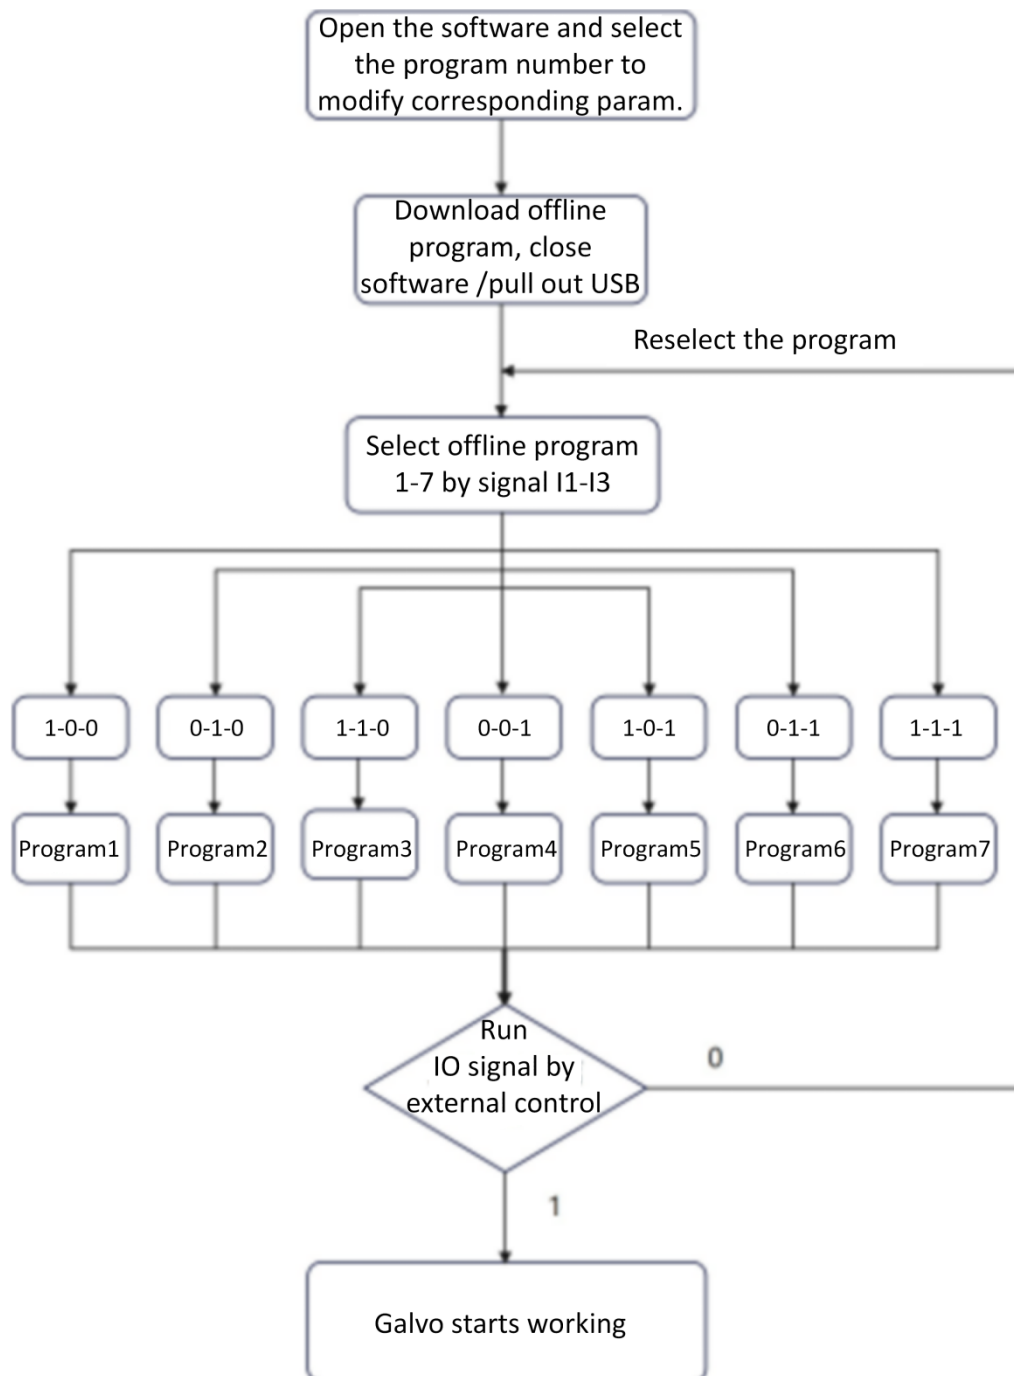 Open the software and select
the program number to
modify corresponding param.
Download offline
program, close
software /pull out USB
Reselect the program
Select offline program
1-7 by signal I1-I3
1-0-0
0-1-0
1-1-0
0-0-1
1-0-1
0-1-1
1-1-1
Program1
Program2
Program3
Program4
Program5
Program6
Program7
Run
IO signal by
external control
0
1
Galvo starts working